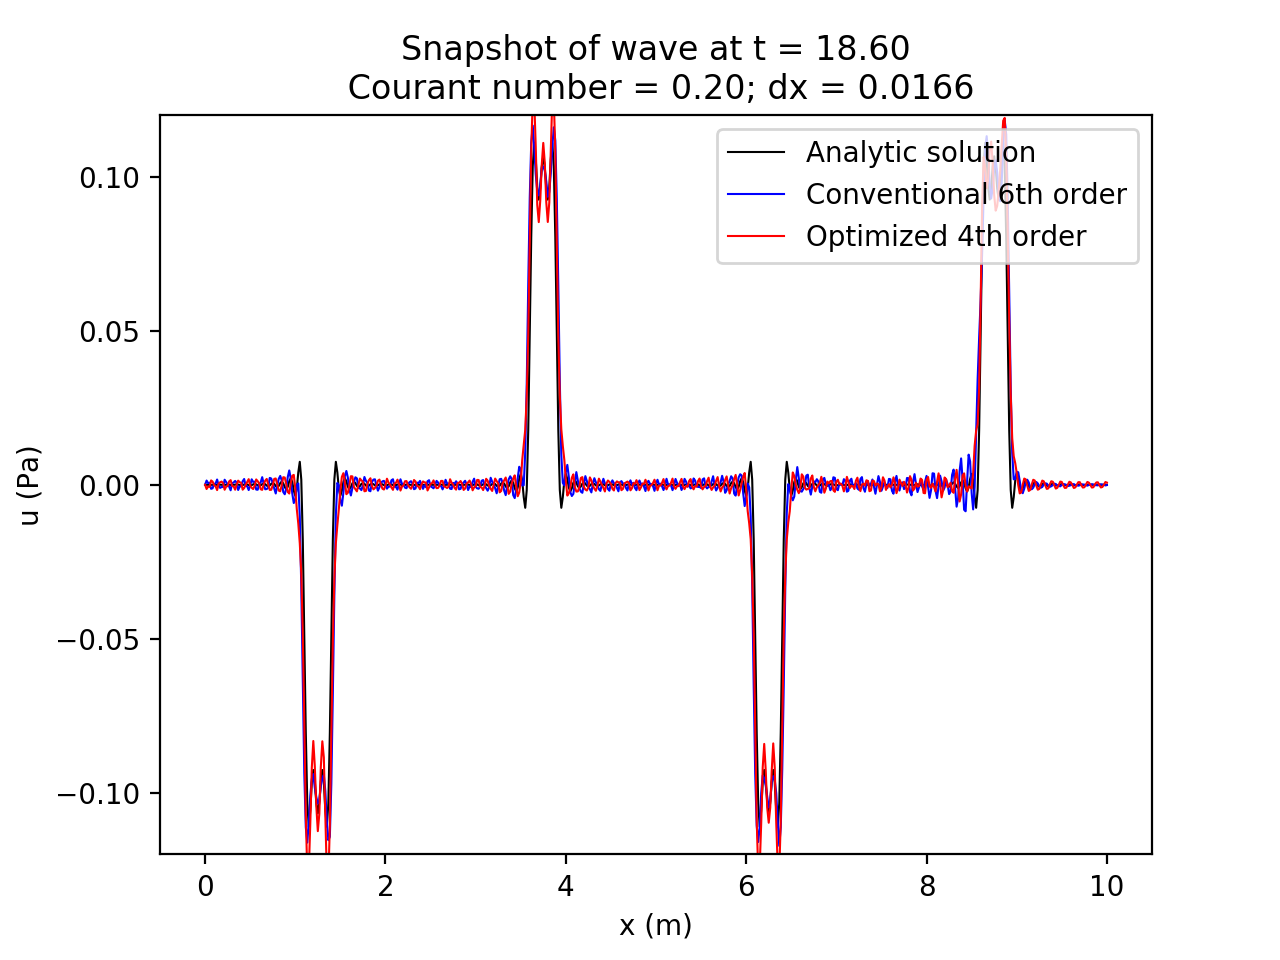 Snapshot of wave at t = 18.60
Courant number = 0.20; dx = 0.0166
Analytic solution
Conventional 6th order
Optimized 4th order
u (Pa)
0.10
0.05
0.00
−0.05
−0.10
0 2 4 6 8 10
x (m)